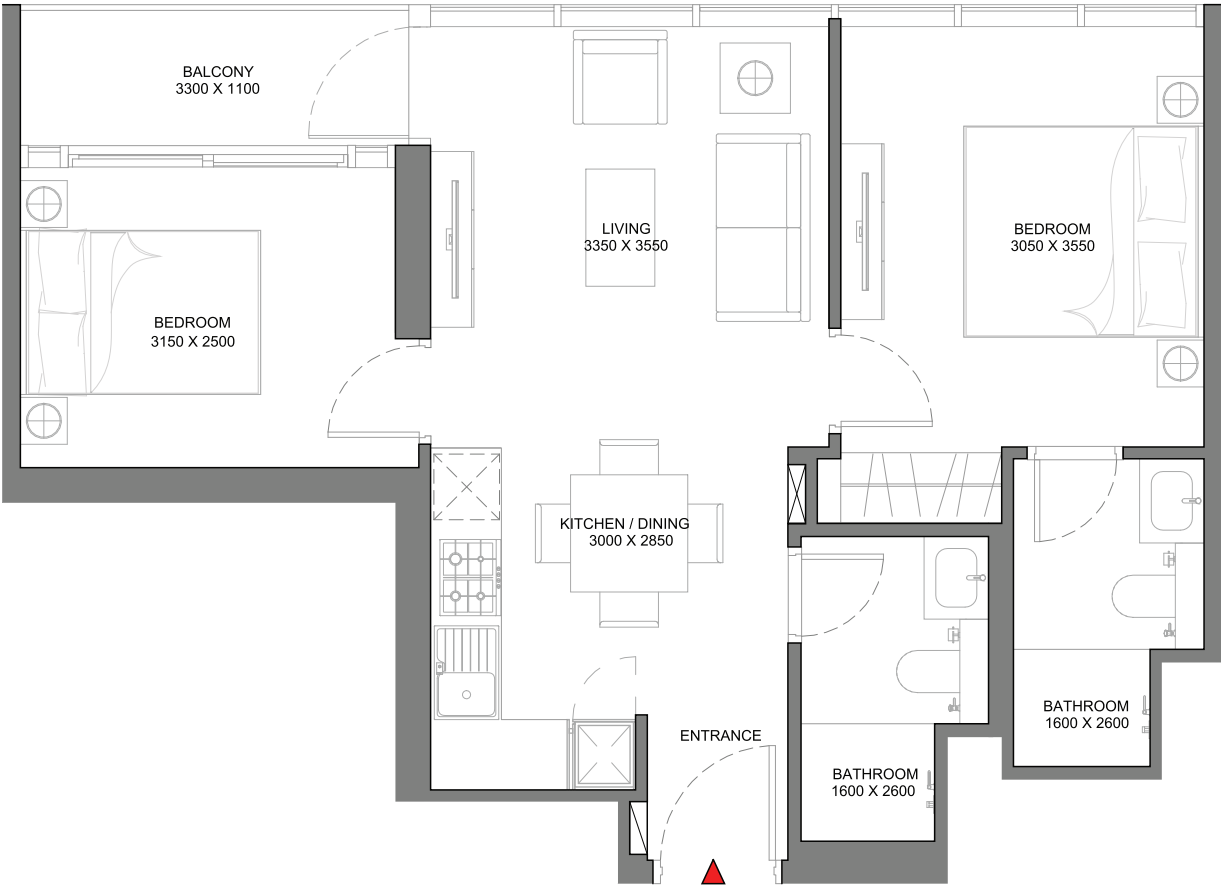 BALCONY
3300 X 1100
LIVING
3350 X 3550
BEDROOM
3050 X 3550
BEDROOM
3150 X 2500
KITCHEN / DINING
3000 X 2850
BATHROOM
1600 X 2600
ENTRANCE
BATHROOM
1600 X 2600